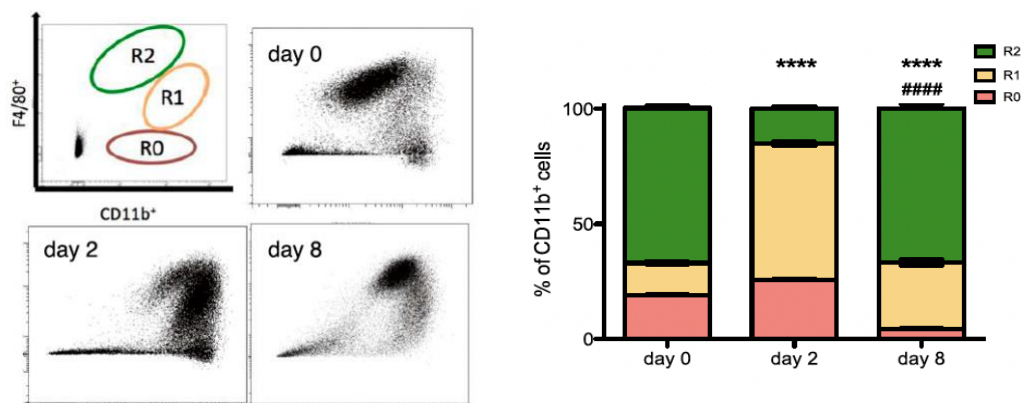 F4/80⁺
R2
R1
R0
CD11b⁺
day 0
day 2
day 8
% of CD11b⁺ cells
100
50
0
**** ****
####
day 0 day 2 day 8
R2
R1
R0